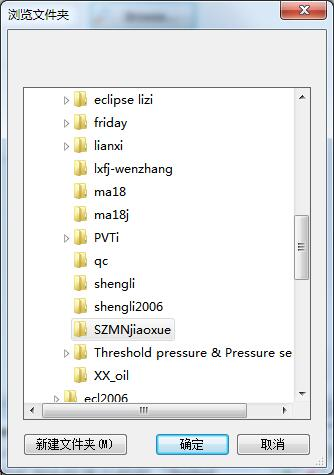 浏览文件夹
eclipse lizi
friday
lianxi
lxfj-wenzhang
ma18
ma18j
PVTi
qc
shengli
shengli2006
SZMNjiaoxue
Threshold pressure & Pressure se
XX_oil
ecl2006
新建文件夹(M)
确定
取消